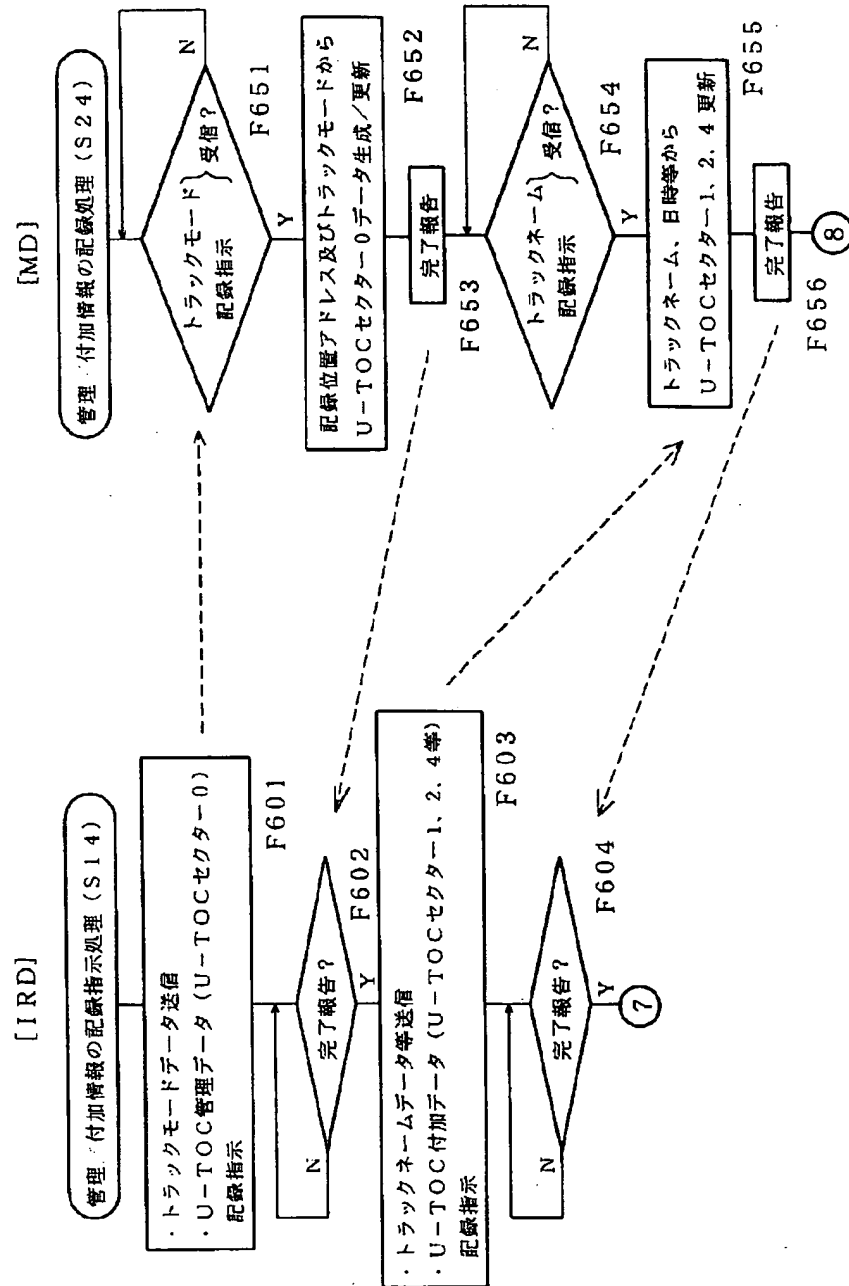 [IRD]
管理/付加情報の記録指示処理(S14)
・トラックモードデータ送信
・U-TOC管理データ(U-TOCセクター0)
記録指示
F601
完了報告?
N
F602
Y
・トラックネームデータ等送信
・U-TOC付加データ(U-TOCセクター1、2、4等)
記録指示
F603
完了報告?
N
F604
Y
7
[MD]
管理/付加情報の記録処理(S24)
トラックモード
記録指示
受信?
N
F651
Y
記録位置アドレス及びトラックモードから
U-TOCセクター0データ生成/更新
F652
完了報告
F653
トラックネーム
記録指示
受信?
N
F654
Y
トラックネーム、日時等から
U-TOCセクター1、2、4更新
F655
完了報告
F656
8